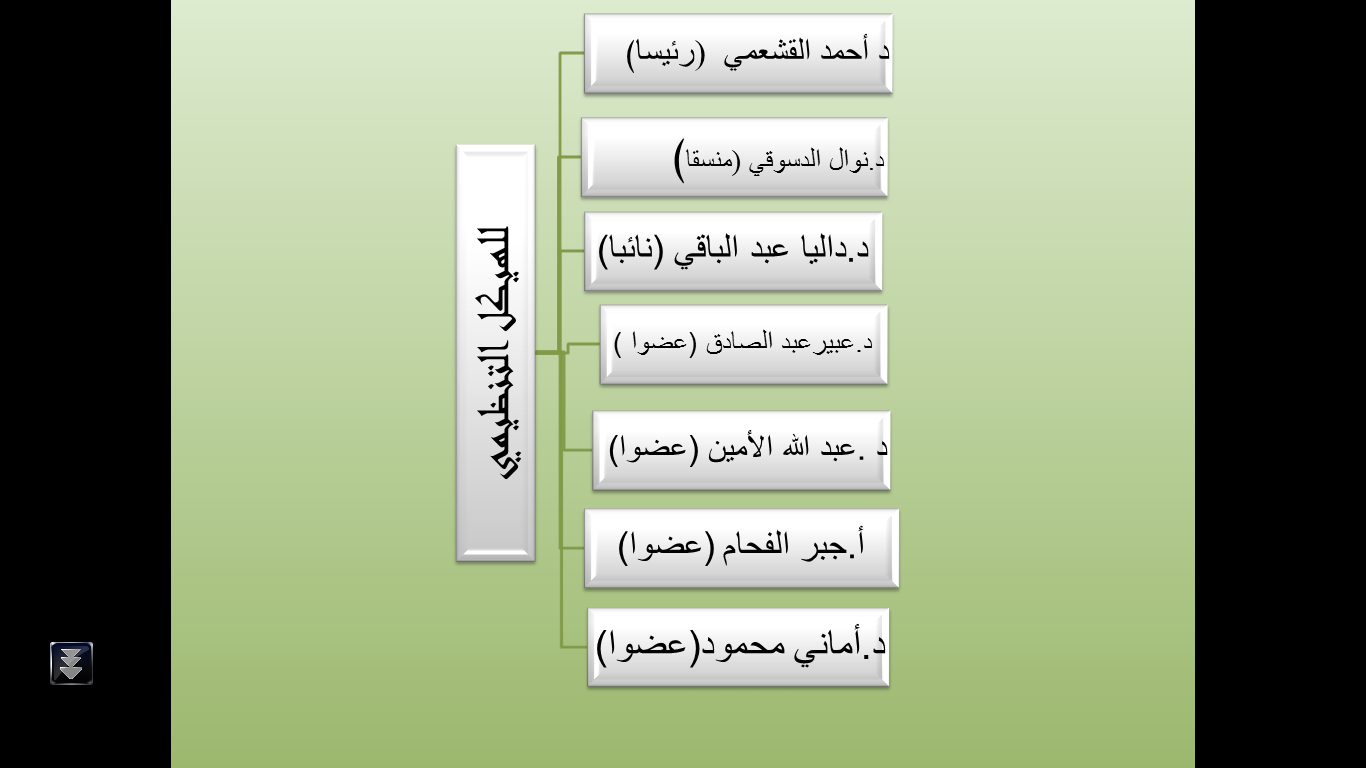 للهيكل التنظيمي
د أحمد القشعمي (رئيسا)
د.نوال الدسوقي (منسقا)
د.داليا عبد الباقي (نائبا)
د.عبيرعبد الصادق (عضوا )
د .عبد الله الأمين (عضوا)
أ.جبر الفحام (عضوا)
د.أماني محمود(عضوا)